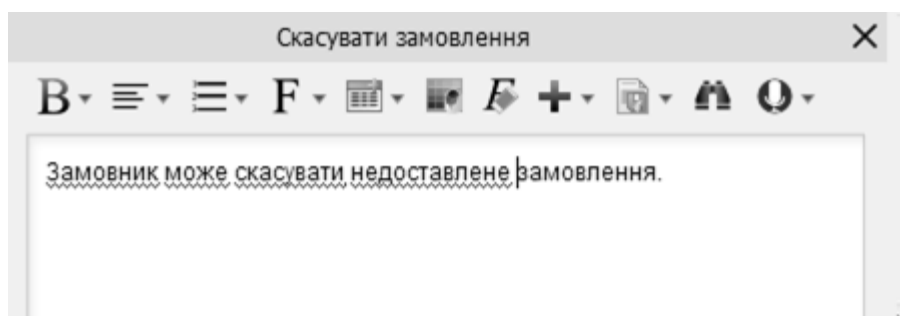 Скасувати замовлення
Замовник може скасувати недоставлене замовлення.